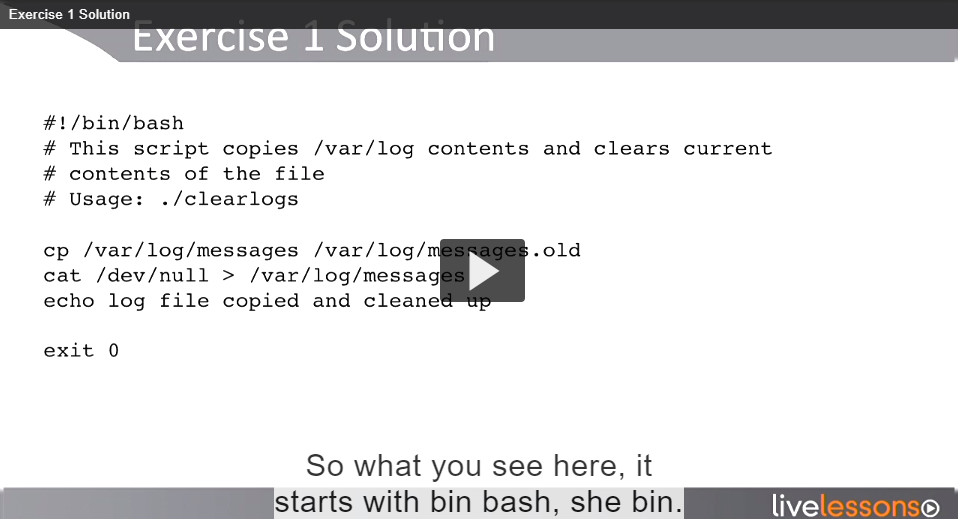 Exercise 1 Solution
Exercise 1 Solution
#!/bin/bash
# This script copies /var/log contents and clears current
# contents of the file
# Usage: ./clearlogs
cp /var/log/messages /var/log/messages.old
cat /dev/null > /var/log/messages
echo log file copied and cleaned up
exit 0
So what you see here, it
starts with bin bash, she bin.
livelessons